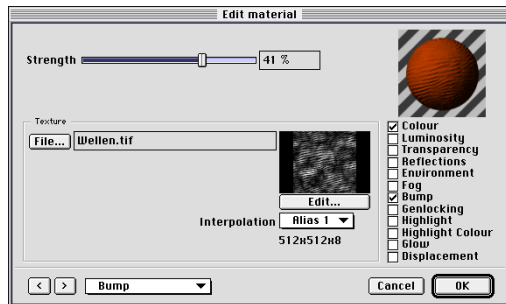 Edit material
Strength 41 %
Texture
File... Wellen.tif
Edit...
Interpolation Alias 1
512x512x8
Colour
Luminosity
Transparency
Reflections
Environment
Fog
Bump
Genlocking
Highlight
Highlight Colour
Glow
Displacement
< > Bump
Cancel OK